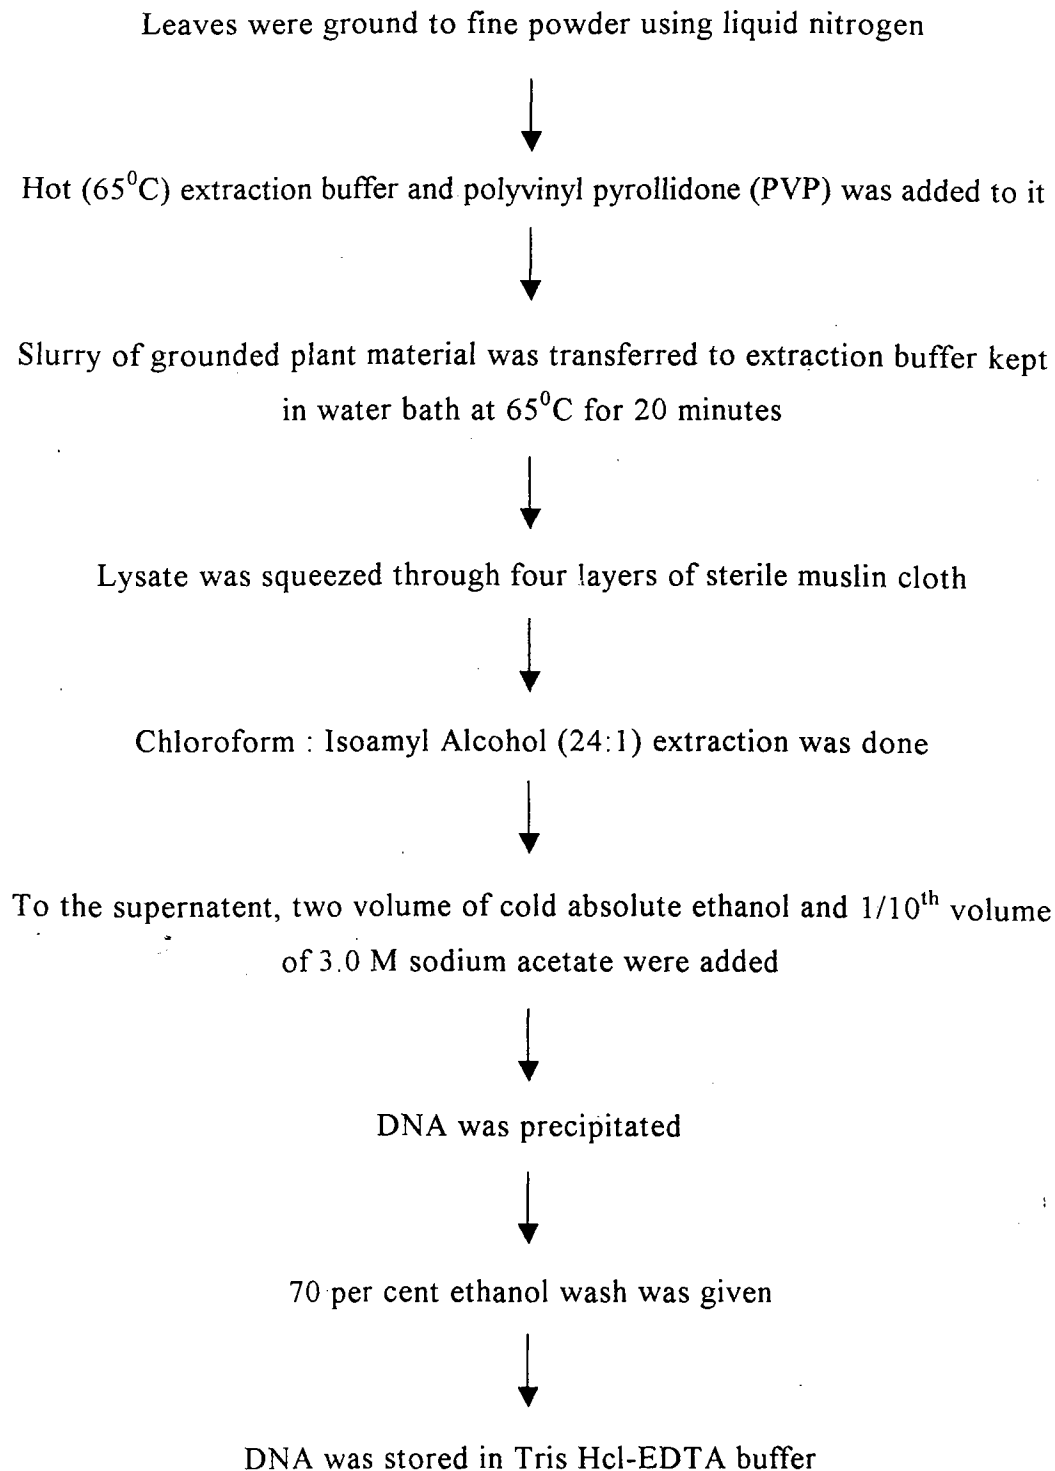 Leaves were ground to fine powder using liquid nitrogen
Hot (65⁰C) extraction buffer and polyvinyl pyrollidone (PVP) was added to it
Slurry of grounded plant material was transferred to extraction buffer kept
in water bath at 65⁰C for 20 minutes
Lysate was squeezed through four layers of sterile muslin cloth
Chloroform : Isoamyl Alcohol (24:1) extraction was done
To the supernatent, two volume of cold absolute ethanol and 1/10ᵗʰ volume
of 3.0 M sodium acetate were added
DNA was precipitated
70 per cent ethanol wash was given
DNA was stored in Tris Hcl-EDTA buffer